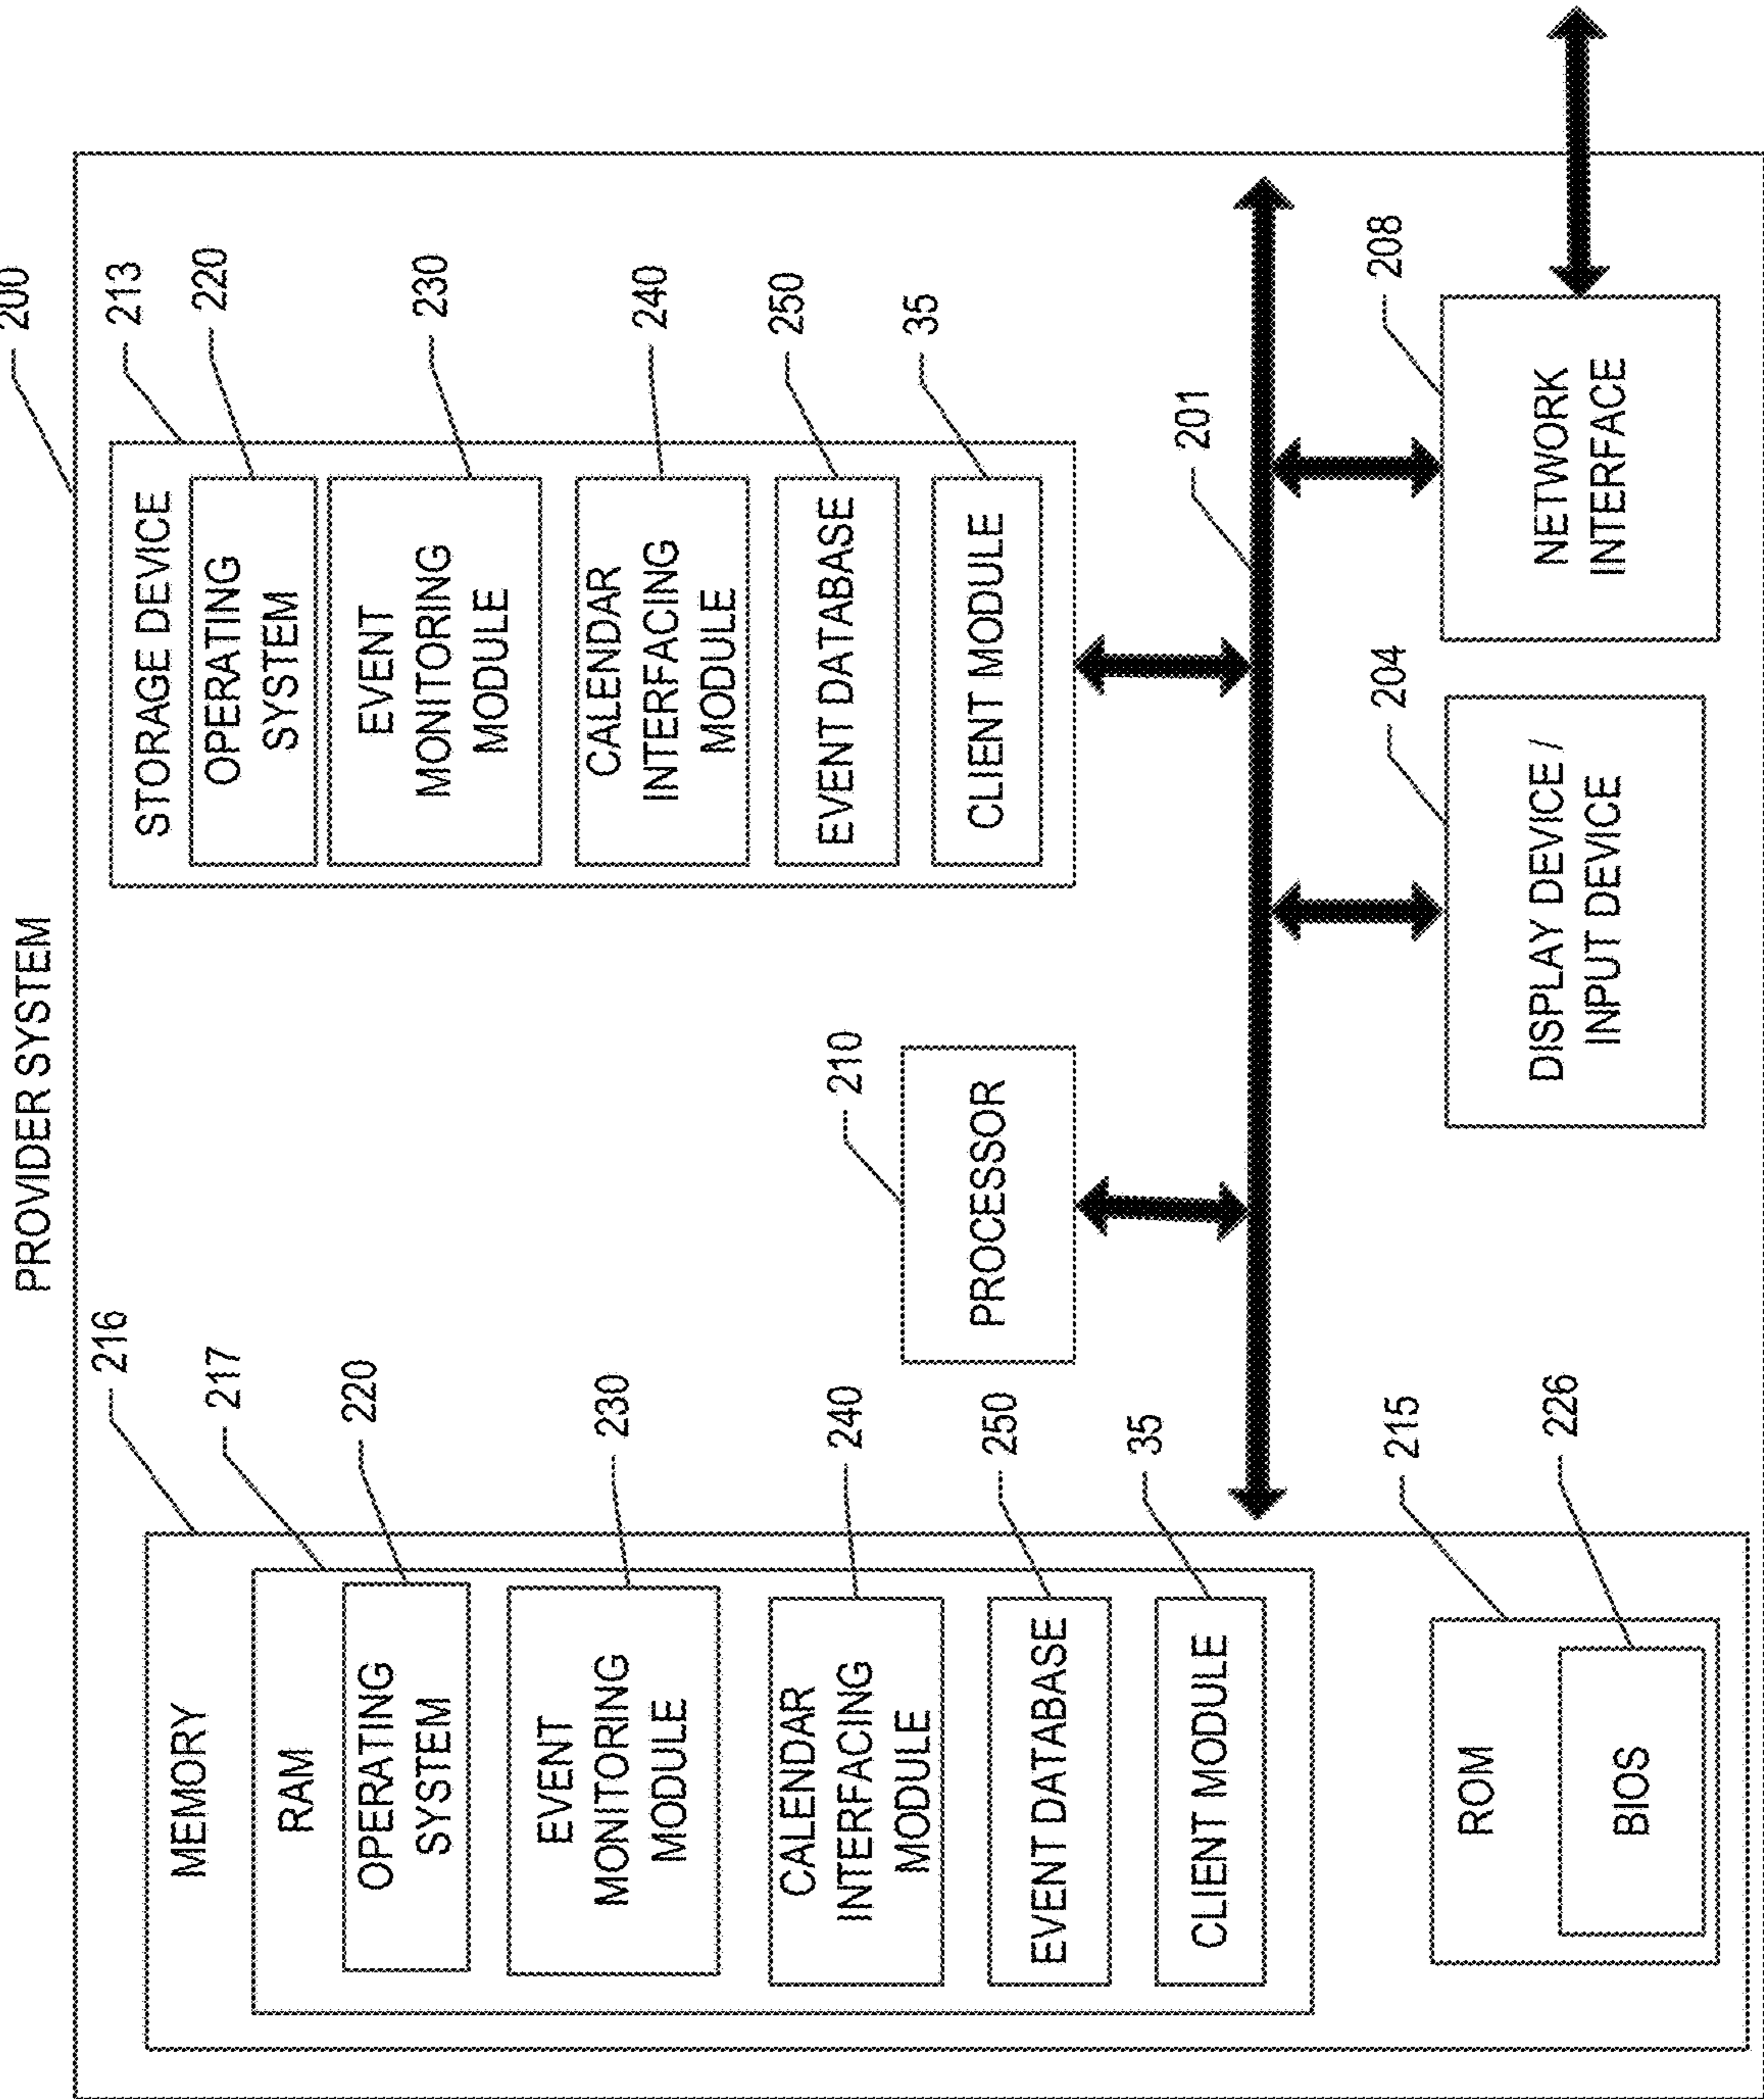 PROVIDER SYSTEM
200
216
MEMORY
217
RAM
220
OPERATING
SYSTEM
230
EVENT
MONITORING
MODULE
240
CALENDAR
INTERFACING
MODULE
250
EVENT DATABASE
35
CLIENT MODULE
215
ROM
226
BIOS
210
PROCESSOR
213
STORAGE DEVICE
220
OPERATING
SYSTEM
230
EVENT
MONITORING
MODULE
240
CALENDAR
INTERFACING
MODULE
250
EVENT DATABASE
35
CLIENT MODULE
201
204
DISPLAY DEVICE /
INPUT DEVICE
208
NETWORK
INTERFACE